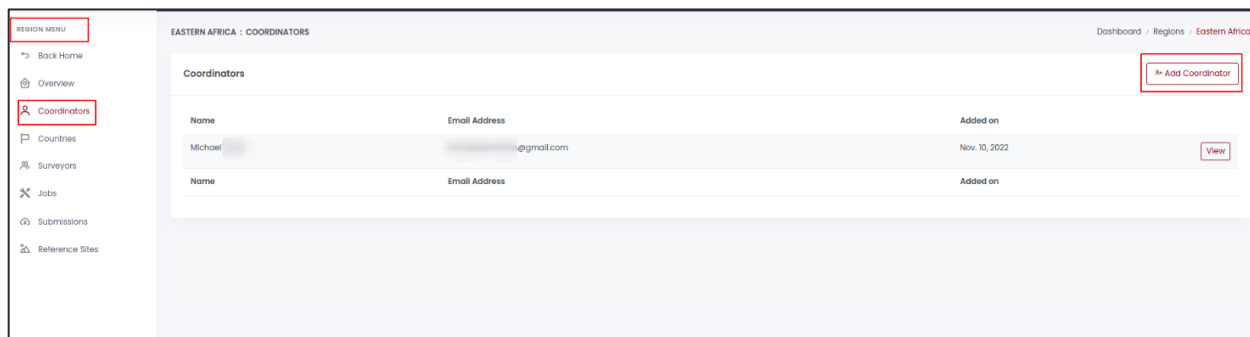 REGION MENU
Back Home
Overview
Coordinators
Countries
Surveyors
Jobs
Submissions
Reference Sites
EASTERN AFRICA : COORDINATORS
Dashboard / Regions / Eastern Africa
Coordinators
Add Coordinator
Name Email Address Added on
Michael @gmail.com Nov. 10, 2022 View
Name Email Address Added on